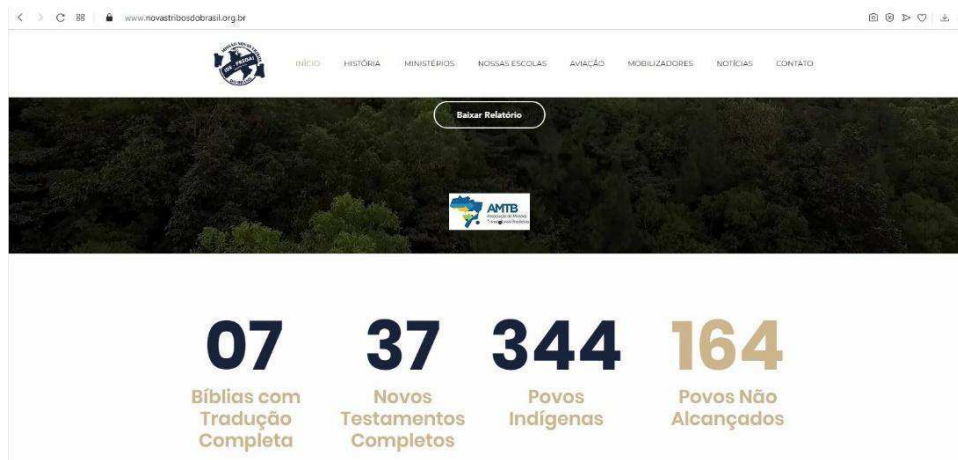 www.novastribosdobrasil.org.br
INÍCIO HISTÓRIA MINISTÉRIOS NOSSAS ESCOLAS AVIAÇÃO MOBILIZADORES NOTÍCIAS CONTATO
Baixar Relatório
AMTB
07 37 344 164
Bíblias com Novos Povos Povos Não
Tradução Testamentos Indígenas Alcançados
Completa Completos